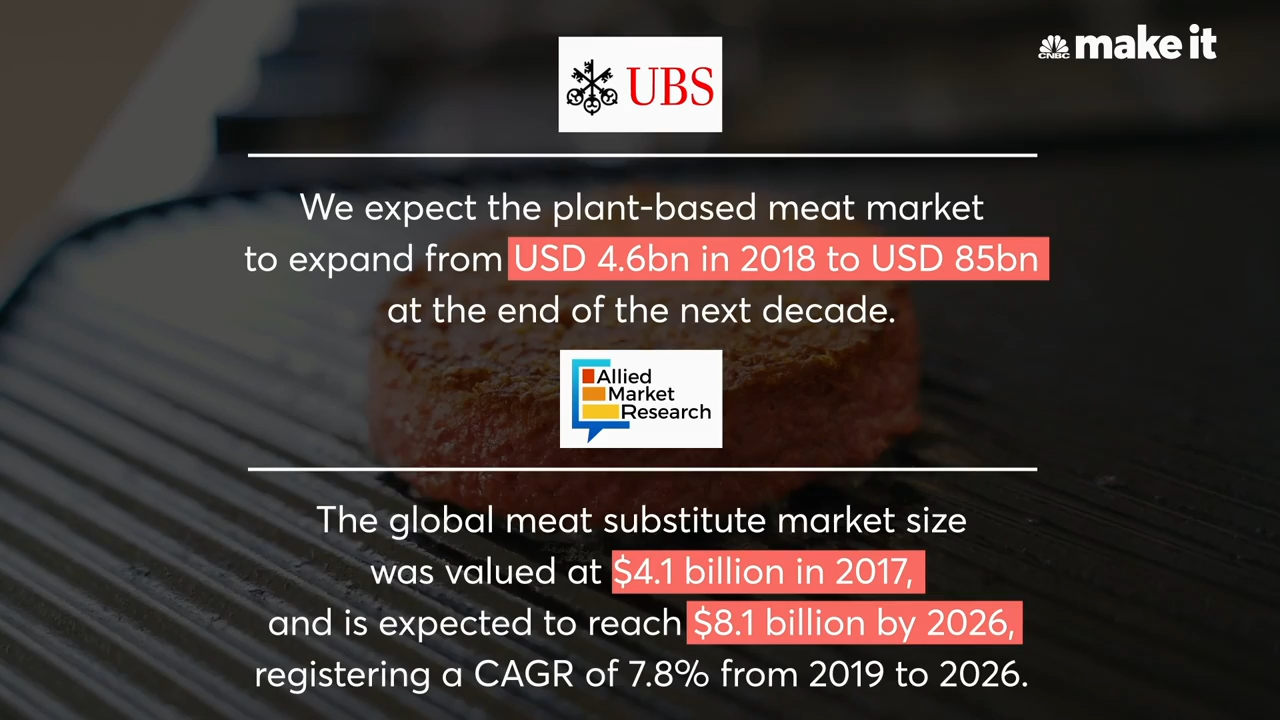 CNBC make it
UBS
We expect the plant-based meat market
to expand from USD 4.6bn in 2018 to USD 85bn
at the end of the next decade.
Allied
Market
Research
The global meat substitute market size
was valued at $4.1 billion in 2017,
and is expected to reach $8.1 billion by 2026,
registering a CAGR of 7.8% from 2019 to 2026.